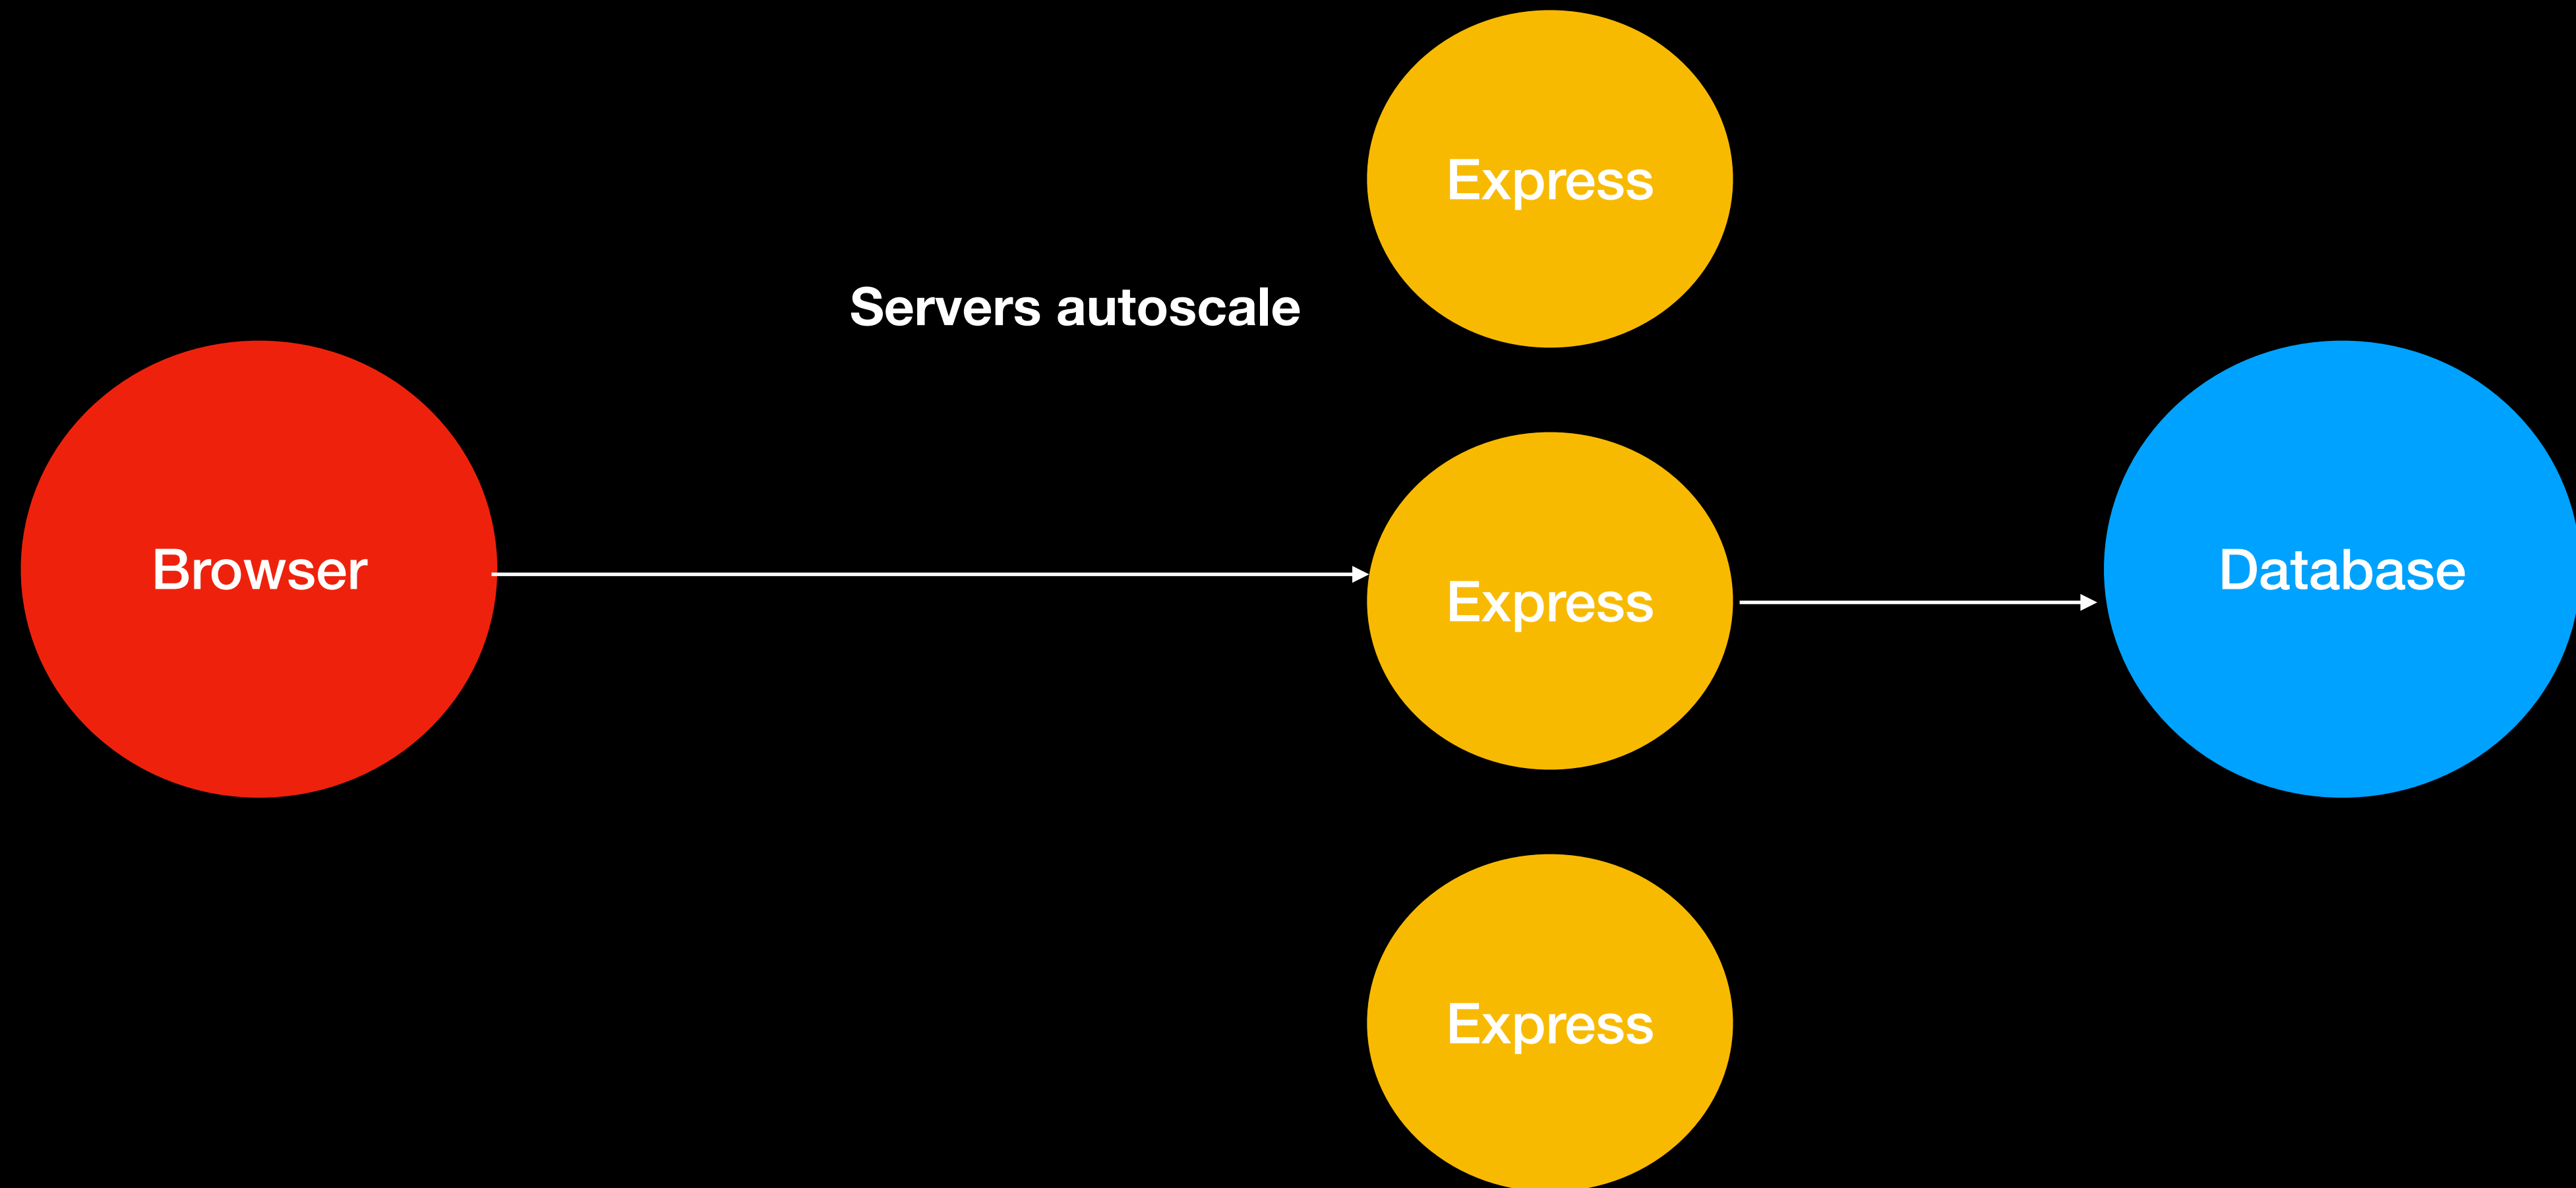 Express
Servers autoscale
Browser
Express
Database
Express